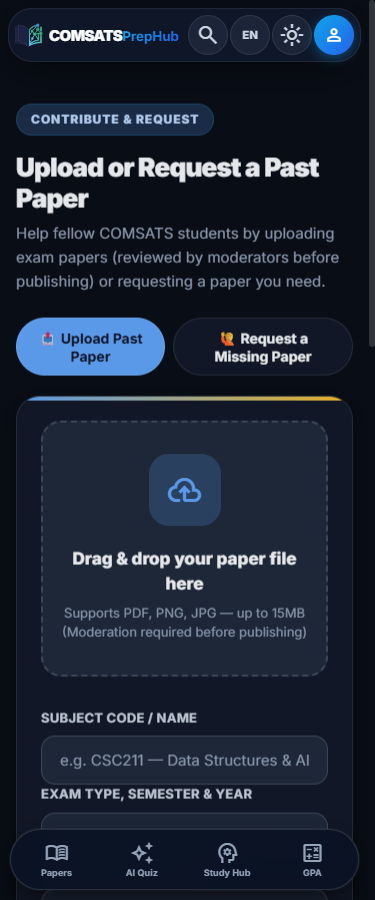 COMSATSPrepHub
EN
CONTRIBUTE & REQUEST
Upload or Request a Past
Paper
Help fellow COMSATS students by uploading
exam papers (reviewed by moderators before
publishing) or requesting a paper you need.
Upload Past
Paper
Request a
Missing Paper
Drag & drop your paper file
here
Supports PDF, PNG, JPG — up to 15MB
(Moderation required before publishing)
SUBJECT CODE / NAME
e.g. CSC211 — Data Structures & Al
EXAM TYPE, SEMESTER & YEAR
Papers
AI Quiz
Study Hub
GPA